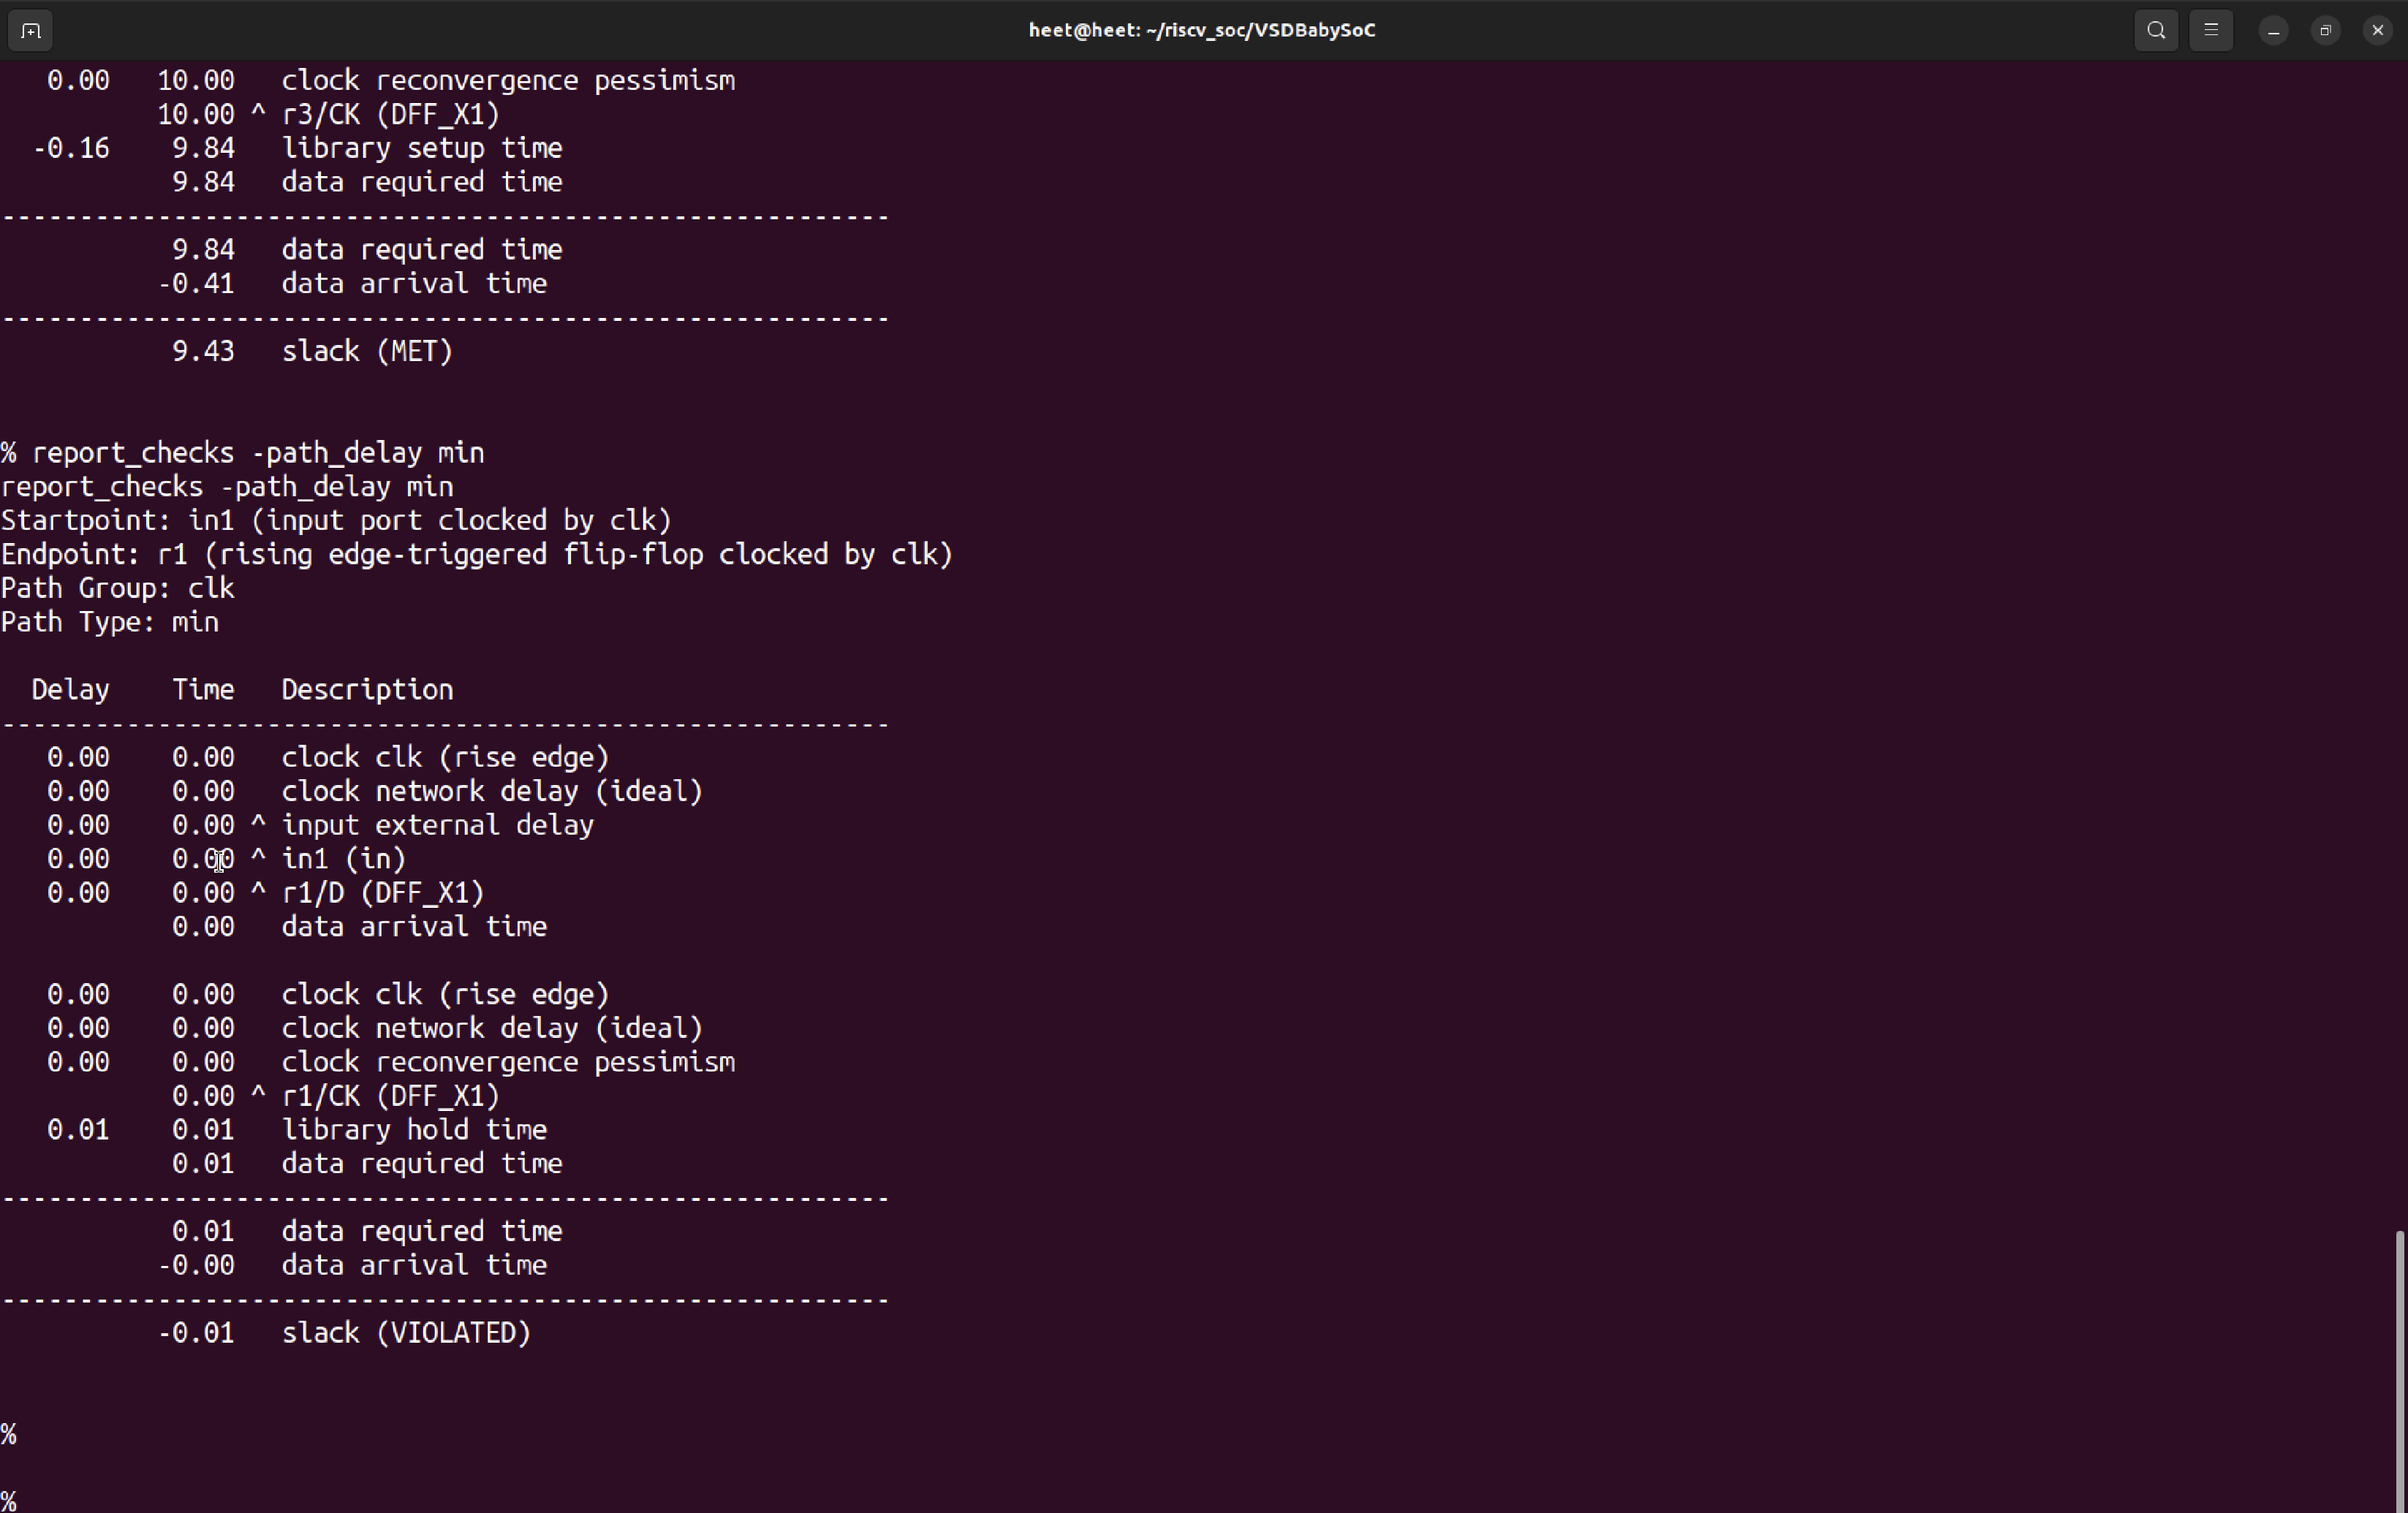 heet@heet: ~/riscv_soc/VSDBabySoC
   0.00   10.00   clock reconvergence pessimism
          10.00 ^ r3/CK (DFF_X1)
  -0.16    9.84   library setup time
           9.84   data required time
---------------------------------------------------------
           9.84   data required time
          -0.41   data arrival time
---------------------------------------------------------
           9.43   slack (MET)
% report_checks -path_delay min
report_checks -path_delay min
Startpoint: in1 (input port clocked by clk)
Endpoint: r1 (rising edge-triggered flip-flop clocked by clk)
Path Group: clk
Path Type: min
  Delay    Time   Description
---------------------------------------------------------
   0.00    0.00   clock clk (rise edge)
   0.00    0.00   clock network delay (ideal)
   0.00    0.00 ^ input external delay
   0.00    0.00 ^ in1 (in)
   0.00    0.00 ^ r1/D (DFF_X1)
           0.00   data arrival time
   0.00    0.00   clock clk (rise edge)
   0.00    0.00   clock network delay (ideal)
   0.00    0.00   clock reconvergence pessimism
           0.00 ^ r1/CK (DFF_X1)
   0.01    0.01   library hold time
           0.01   data required time
---------------------------------------------------------
           0.01   data required time
          -0.00   data arrival time
---------------------------------------------------------
          -0.01   slack (VIOLATED)
%
%